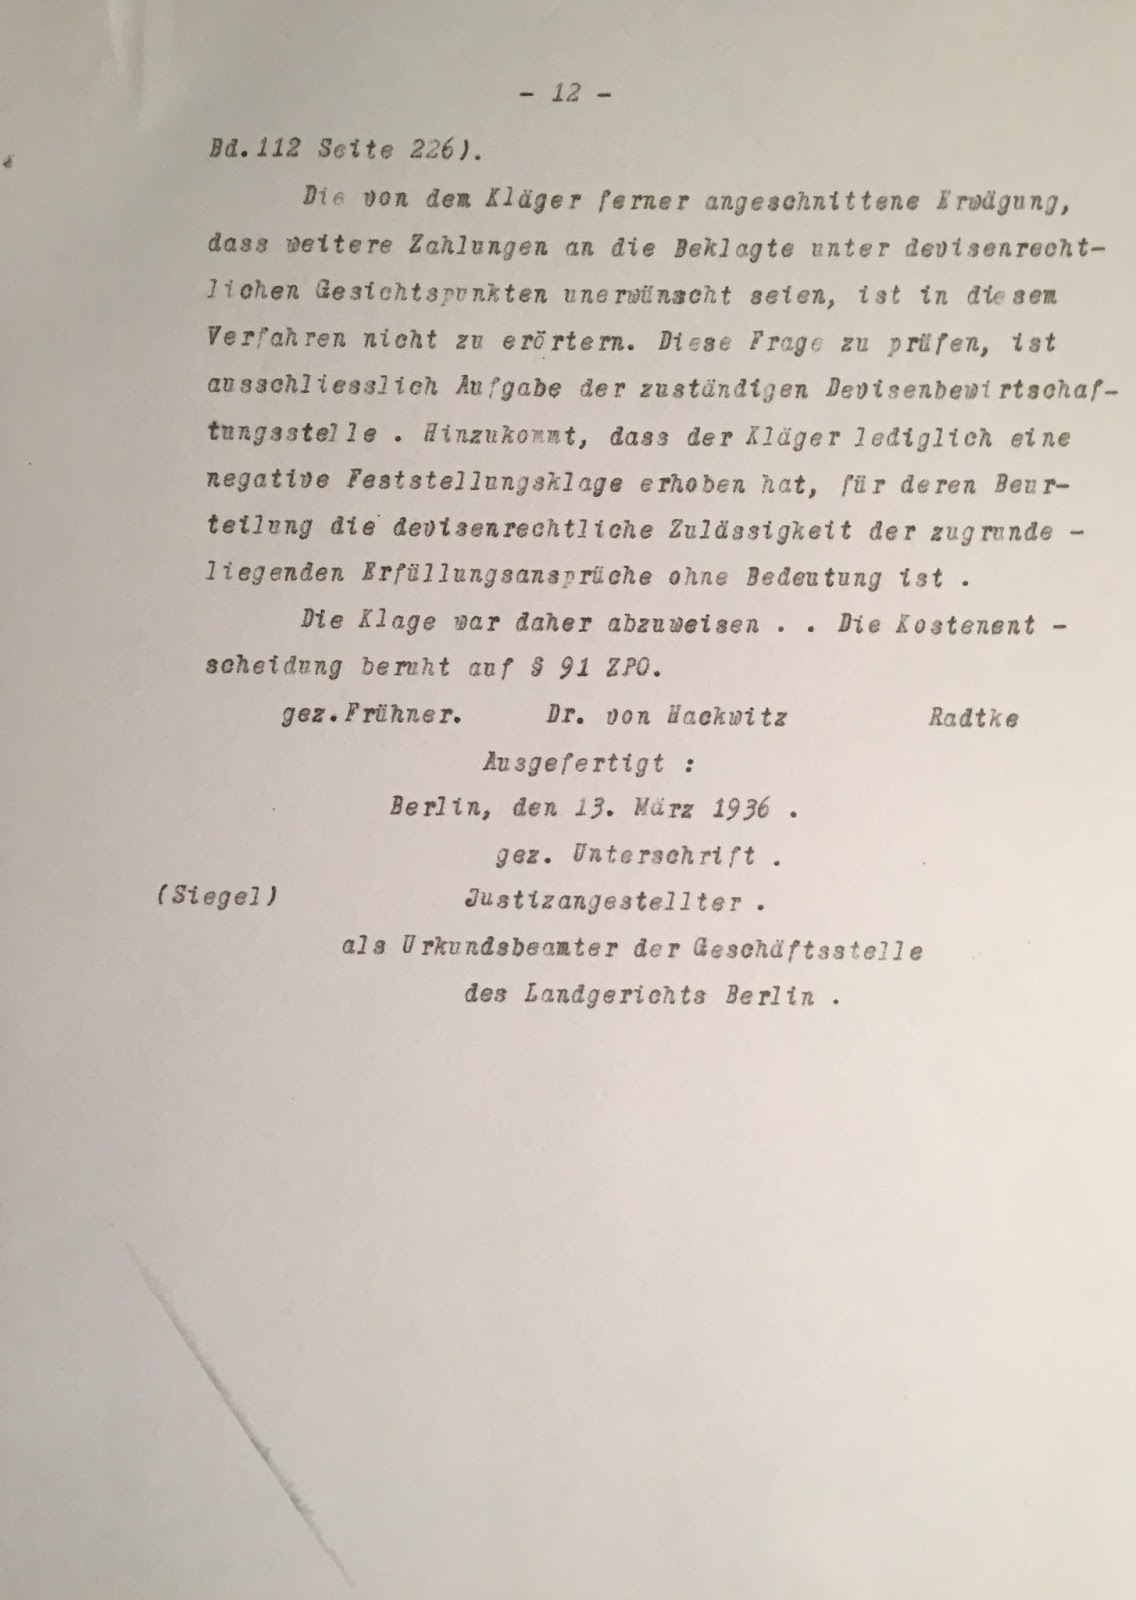 - 12 -
Bd.112 Seite 226).
Die von dem Kläger ferner angeschnittene Erwägung,
dass weitere Zahlungen an die Beklagte unter devisenrecht-
lichen Gesichtspunkten unerwünscht seien, ist in diesem
Verfahren nicht zu erörtern. Diese Frage zu prüfen, ist
ausschliesslich Aufgabe der zuständigen Devisenbewirtschaf-
tungsstelle . Hinzukommt, dass der Kläger lediglich eine
negative Feststellungsklage erhoben hat, für deren Beur-
teilung die devisenrechtliche Zulässigkeit der zugrunde -
liegenden Erfüllungsansprüche ohne Bedeutung ist .
Die Klage war daher abzuweisen . . Die Kostenent -
scheidung beruht auf § 91 ZPO.
gez.Frühner. Dr. von Hackwitz Radtke
Ausgefertigt :
Berlin, den 13. März 1936 .
gez. Unterschrift .
(Siegel) Justizangestellter .
als Urkundsbeamter der Geschäftsstelle
des Landgerichts Berlin .